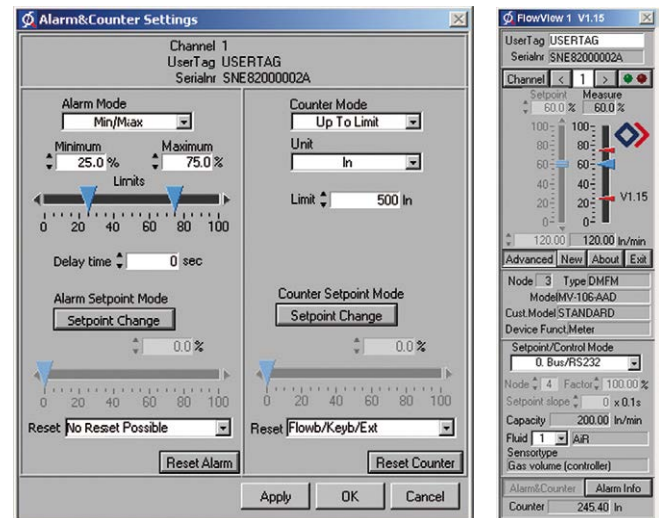 Alarm&Counter Settings
Channel 1
UserTag USERTAG
Serialnr SNE82000002A
Alarm Mode
Min/Miax
Minimum
Maximum
25.0 %
75.0 %
Limits
0 20 40 60 80 100
Delay time 0 sec
Alarm Setpoint Mode
Setpoint Change
0.0 %
0 20 40 60 80 100
Reset No Resset Possible
Reset Alarm
Counter Mode
Up To Limit
Unit
ln
Limit 500 ln
Counter Setpoint Mode
Setpoint Change
0.0 %
0 20 40 60 80 100
Reset Flowb/Keyb/Ext
Reset Counter
Apply OK Cancel
FlowView 1 V1.15
UserTag USERTAG
Serialnr SNE82000002A
Channel < 1 >
Setpoint Measure
60.0 % 60.0 %
100 100
80 80
60 60
40 40
20 20 V1.15
0 0
120.00 120.00 ln/min
Advanced New About Exit
Node 3 Type DMFM
Model MV-106-AAD
Cust.Model STANDARD
Device Funct. Meter
Setpoint/Control Mode
0. Bus/RS232
Node 4 Factor 100.00 %
Setpoint slope 0 x 0.1s
Capacity 200.00 ln/min
Fluid 1 AiR
Sensortype
Gas volume (controller)
Alarm&Counter Alarm Info
Counter 245.40 ln